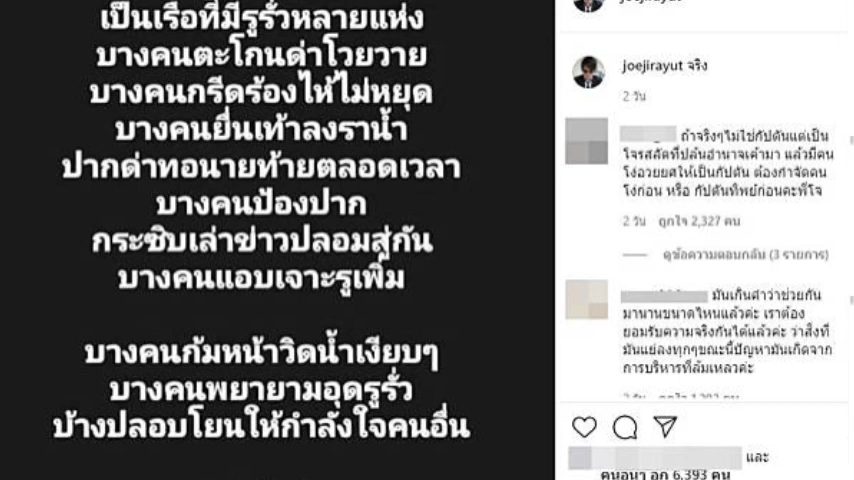 เป็นเรือที่มีรูรั่วหลายแห่ง
บางคนตะโกนด่าโวยวาย
บางคนกรีดร้องไห้ไม่หยุด
บางคนยื่นเท้าลงราน้ำ
ปากด่าทอนายท้ายตลอดเวลา
บางคนป้องปาก
กระซิบเล่าข่าวปลอมสู่กัน
บางคนแอบเจาะรูเพิ่ม
บางคนก้มหน้าวิดน้ำเงียบๆ
บางคนพยายามอุดรูรั่ว
บ้างปลอบโยนให้กำลังใจคนอื่น
joejirayut จริง
2 วัน
ถ้าจริงๆไม่ใช่กัปตันแต่เป็น
โจรสลัดที่ปล้นอำนาจเค้ามา แล้วมีคน
โง่อวยยศให้เป็นกัปตัน ต้องกำจัดคน
โง่ก่อน หรือ กัปตันทิพย์ก่อนคะพี่โจ
2 วัน ถูกใจ 2,327 คน
ดูข้อความตอบกลับ (3 รายการ)
มันเกินคำว่าช่วยกัน
มานานขนาดไหนแล้วค่ะ เราต้อง
ยอมรับความจริงกันได้แล้วค่ะ ว่าสิ่งที่
มันแย่ลงทุกๆขณะนี้ปัญหามันเกิดจาก
การบริหารที่ล้มเหลวค่ะ
และ
คนอื่นๆ อีก 6,393 คน